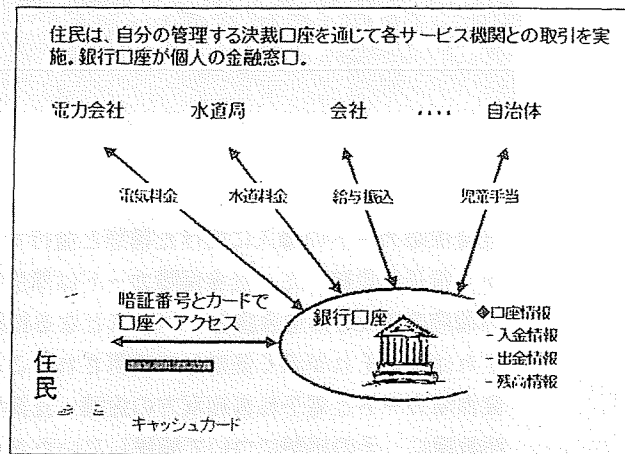 住民は、自分の管理する決裁口座を通じて各サービス機関との取引を実
施。銀行口座が個人の金融窓口。
電力会社 水道局 会社 ‥‥ 自治体
電気料金 水道料金 給与振込 児童手当
暗証番号とカードで
口座へアクセス
銀行口座
◆口座情報
- 入金情報
- 出金情報
- 残高情報
住民
キャッシュカード